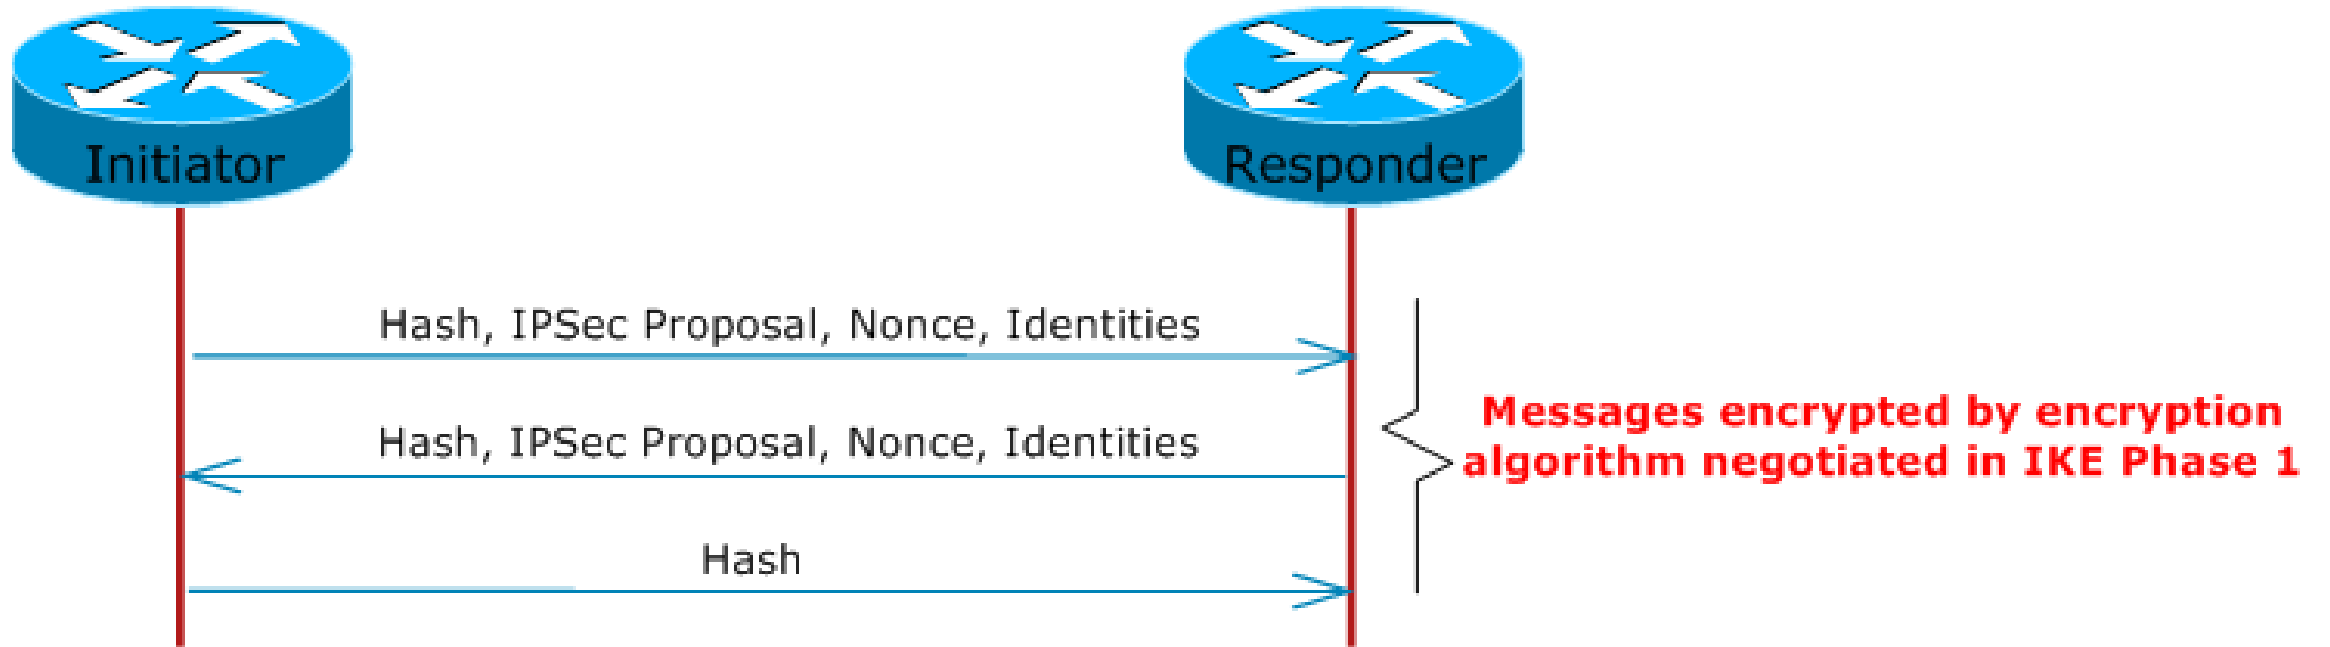 Initiator
Responder
Hash, IPSec Proposal, Nonce, Identities
Hash, IPSec Proposal, Nonce, Identities
Hash
Messages encrypted by encryption
algorithm negotiated in IKE Phase 1